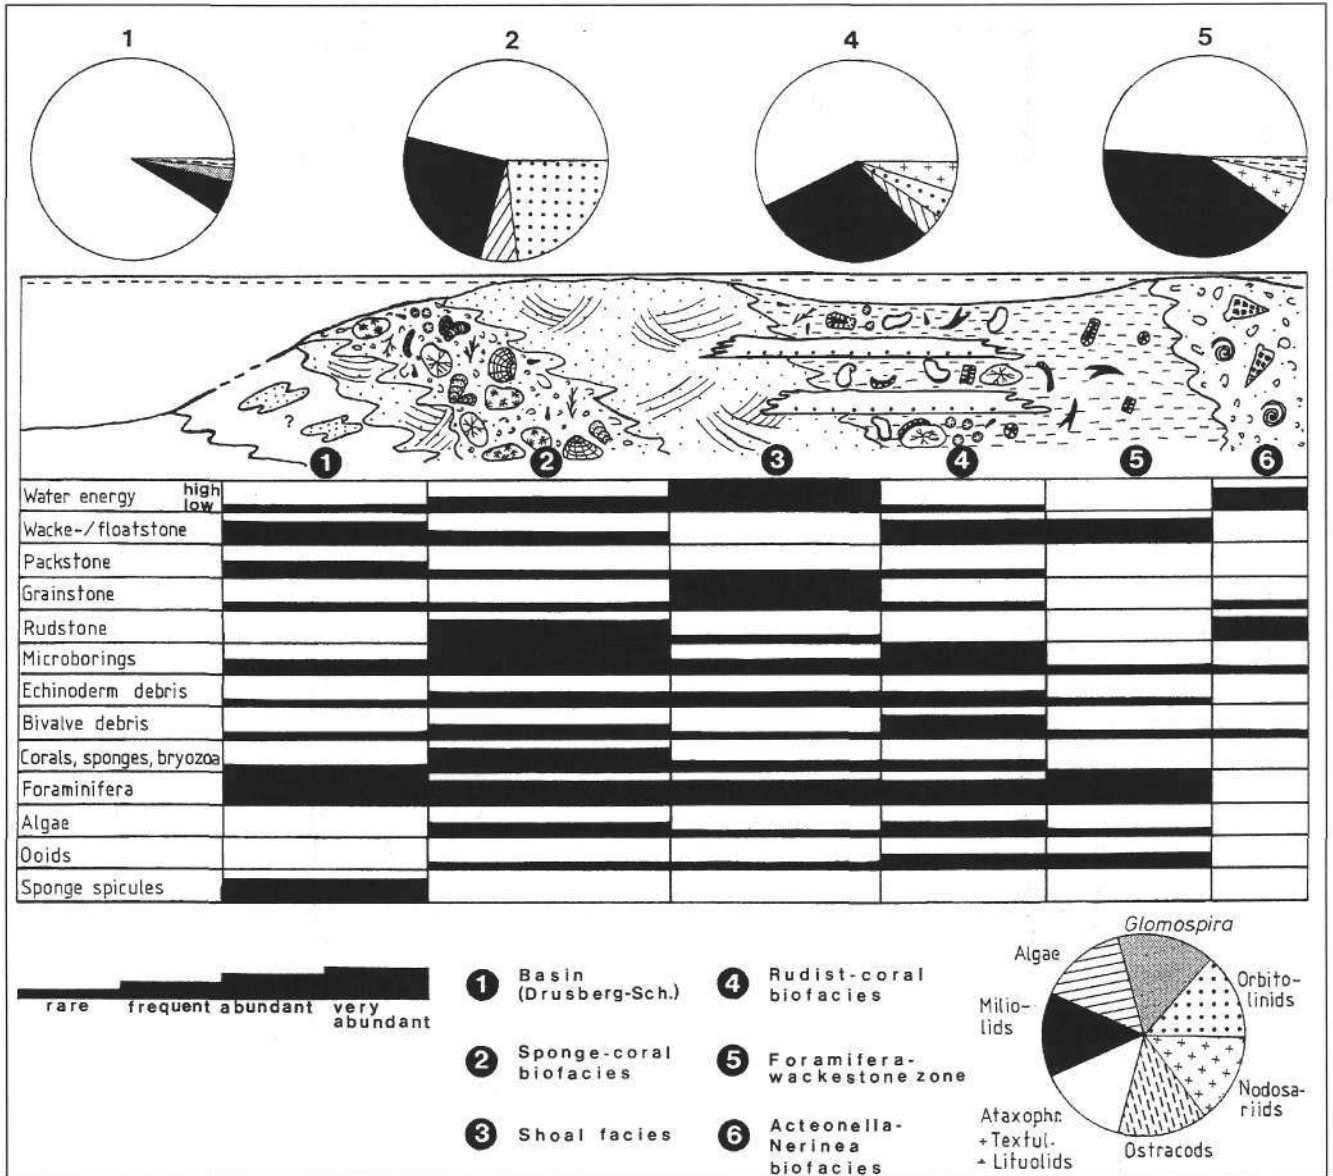 1
2
4
5
?
1
2
3
4
5
6
Water energy high
low
Wacke-/floatstone
Packstone
Grainstone
Rudstone
Microborings
Echinoderm debris
Bivalve debris
Corals, sponges, bryozoa
Foraminifera
Algae
Ooids
Sponge spicules
rare frequent abundant very
abundant
1 Basin
(Drusberg-Sch.)
2 Sponge-coral
biofacies
3 Shoal facies
4 Rudist-coral
biofacies
5 Foramifera-
wackestone zone
6 Acteonella-
Nerinea
biofacies
Glomospira
Algae
Orbito-
linids
Milio-
lids
Nodosa-
riids
Ataxophr.
+Textul-
+Lituolids
Ostracods